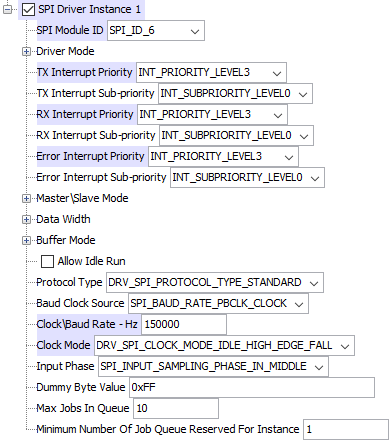 SPI Driver Instance 1
SPI Module ID SPI_ID_6
Driver Mode
TX Interrupt Priority INT_PRIORITY_LEVEL3
TX Interrupt Sub-priority INT_SUBPRIORITY_LEVEL0
RX Interrupt Priority INT_PRIORITY_LEVEL3
RX Interrupt Sub-priority INT_SUBPRIORITY_LEVEL0
Error Interrupt Priority INT_PRIORITY_LEVEL3
Error Interrupt Sub-priority INT_SUBPRIORITY_LEVEL0
Master\Slave Mode
Data Width
Buffer Mode
Allow Idle Run
Protocol Type DRV_SPI_PROTOCOL_TYPE_STANDARD
Baud Clock Source SPI_BAUD_RATE_PBCLK_CLOCK
Clock\Baud Rate - Hz 150000
Clock Mode DRV_SPI_CLOCK_MODE_IDLE_HIGH_EDGE_FALL
Input Phase SPI_INPUT_SAMPLING_PHASE_IN_MIDDLE
Dummy Byte Value 0xFF
Max Jobs In Queue 10
Minimum Number Of Job Queue Reserved For Instance 1